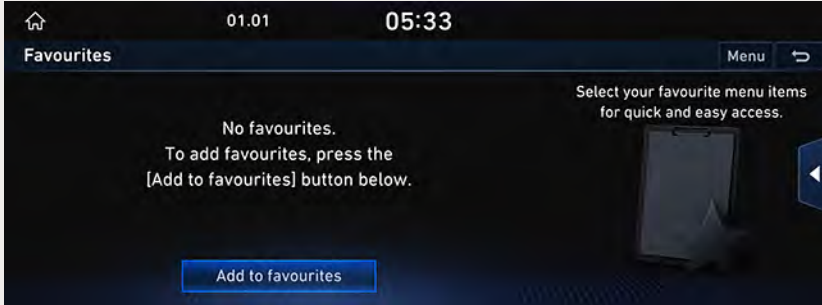 01.01
05:33
Favourites
Menu
Select your favourite menu items
for quick and easy access.
No favourites.
To add favourites, press the
[Add to favourites] button below.
Add to favourites